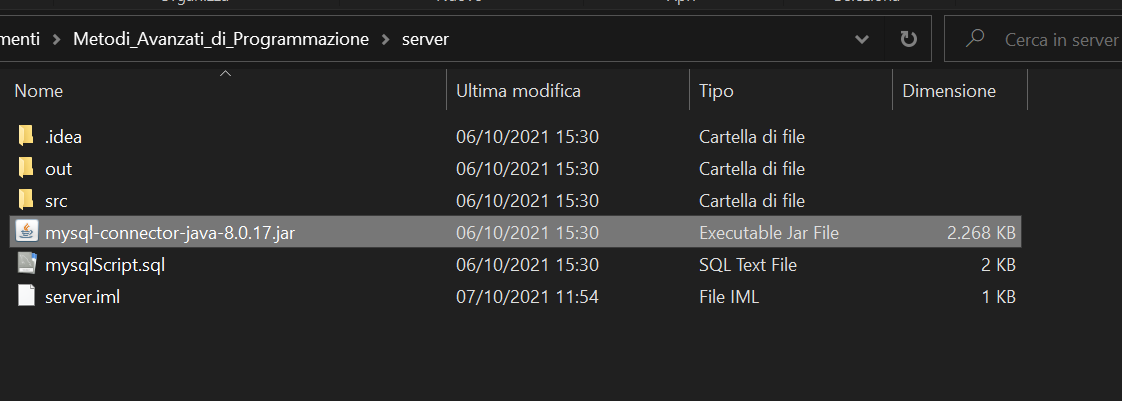 Organizza Nuovo Apri Seleziona
menti > Metodi_Avanzati_di_Programmazione > server Cerca in server
Nome Ultima modifica Tipo Dimensione
.idea 06/10/2021 15:30 Cartella di file
out 06/10/2021 15:30 Cartella di file
src 06/10/2021 15:30 Cartella di file
mysql-connector-java-8.0.17.jar 06/10/2021 15:30 Executable Jar File 2.268 KB
mysqlScript.sql 06/10/2021 15:30 SQL Text File 2 KB
server.iml 07/10/2021 11:54 File IML 1 KB